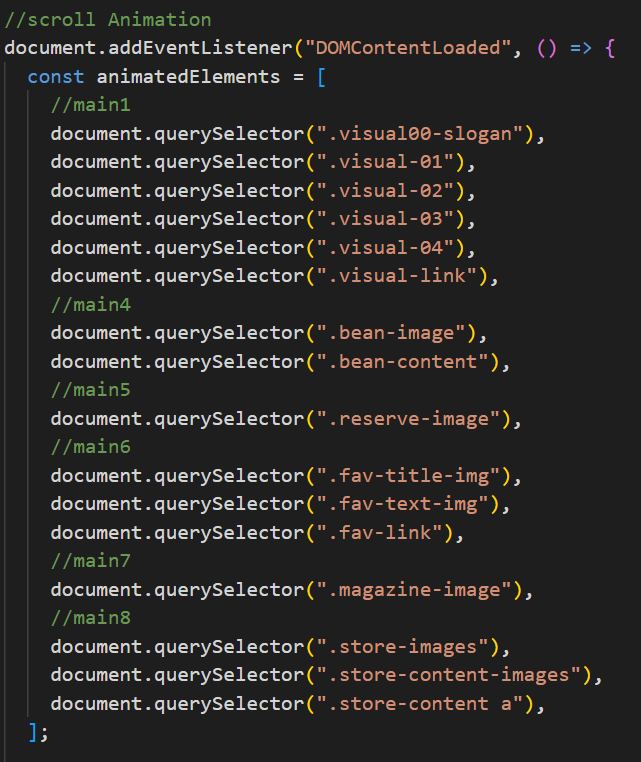 //scroll Animation
document.addEventListener("DOMContentLoaded", () => {
  const animatedElements = [
    //main1
    document.querySelector(".visual00-slogan"),
    document.querySelector(".visual-01"),
    document.querySelector(".visual-02"),
    document.querySelector(".visual-03"),
    document.querySelector(".visual-04"),
    document.querySelector(".visual-link"),
    //main4
    document.querySelector(".bean-image"),
    document.querySelector(".bean-content"),
    //main5
    document.querySelector(".reserve-image"),
    //main6
    document.querySelector(".fav-title-img"),
    document.querySelector(".fav-text-img"),
    document.querySelector(".fav-link"),
    //main7
    document.querySelector(".magazine-image"),
    //main8
    document.querySelector(".store-images"),
    document.querySelector(".store-content-images"),
    document.querySelector(".store-content a"),
  ];